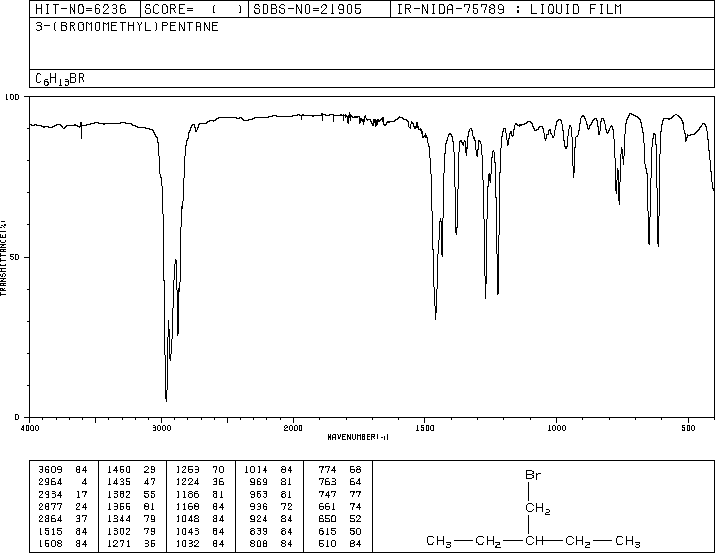 HIT-NO=6236 SCORE= ( ) SDBS-NO=21905 IR-NIDA-75789 : LIQUID FILM
3-(BROMOMETHYL)PENTANE
C6H13BR
100
50
0
TRANSMITTANCE(%)
4000 3000 2000 1500 1000 500
WAVENUMBER(-1)
3609 84 1460 29 1253 70 1014 84 774 68
2964 4 1435 47 1224 36 969 81 763 64
2934 17 1382 55 1186 81 963 81 747 77
2877 24 1366 81 1168 84 936 72 661 74
2864 37 1344 79 1048 84 924 84 650 52
1515 84 1302 79 1043 84 839 84 615 50
1508 84 1271 36 1032 84 808 84 510 84
Br
CH2
CH3 CH2 CH CH2 CH3